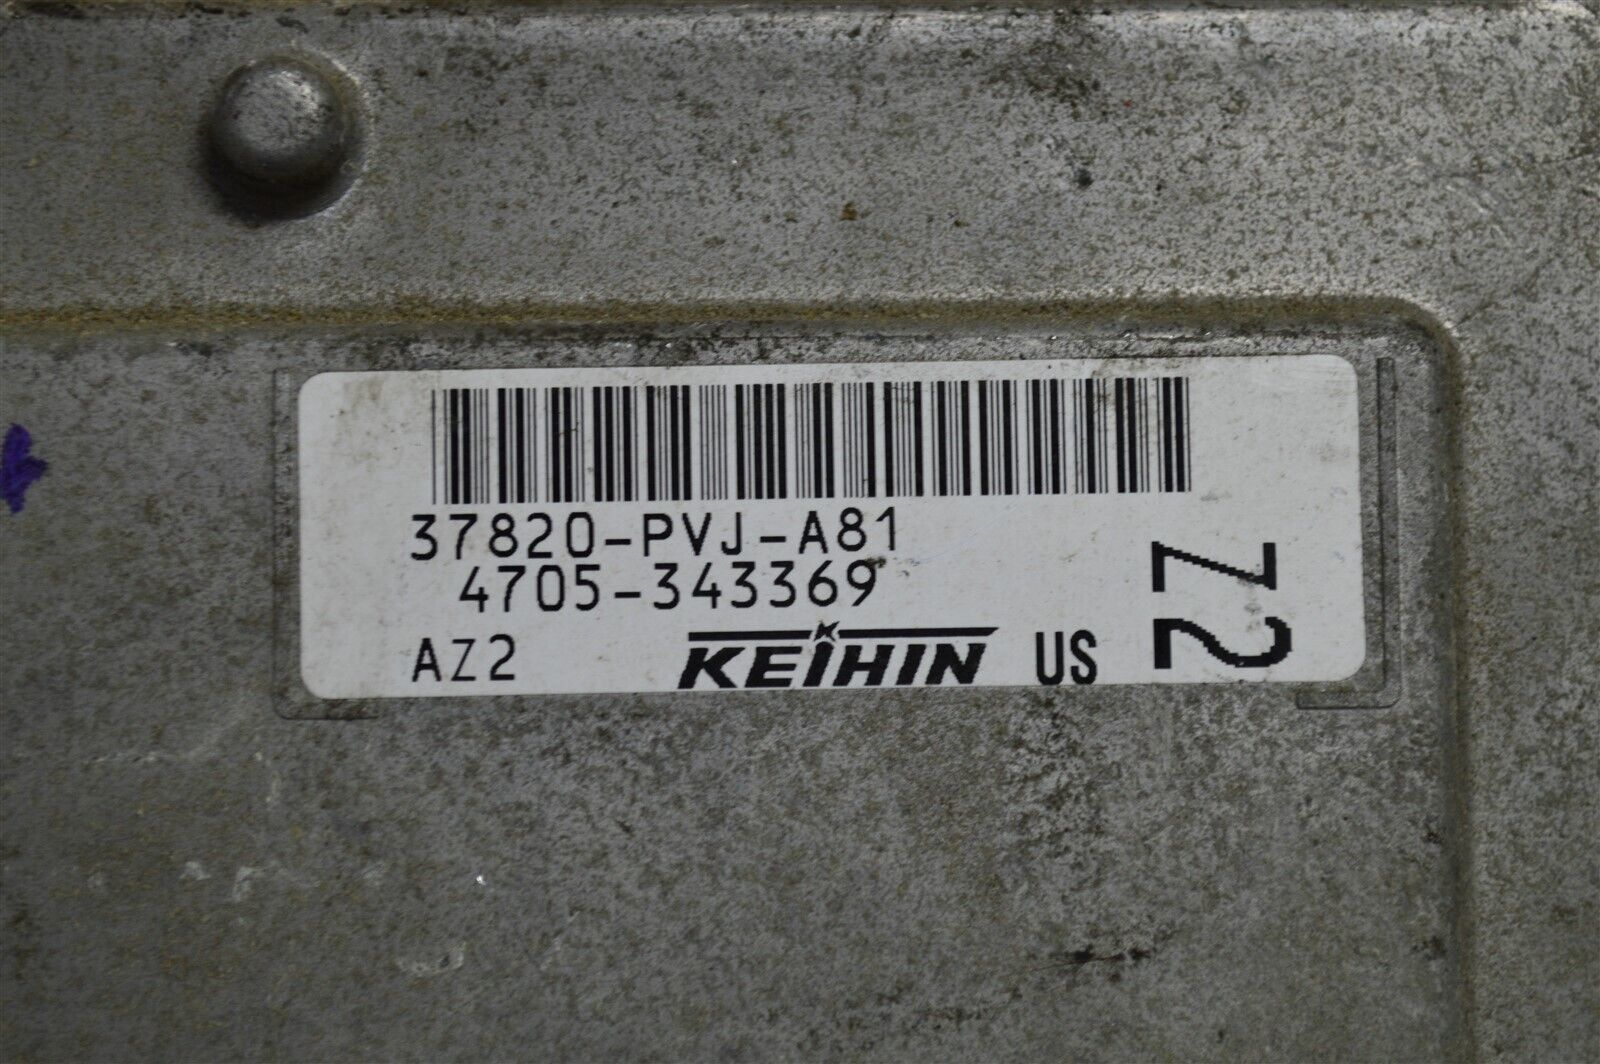 37820-PVJ-A81
4705-343369
AZ2 KEIHIN US
Z2